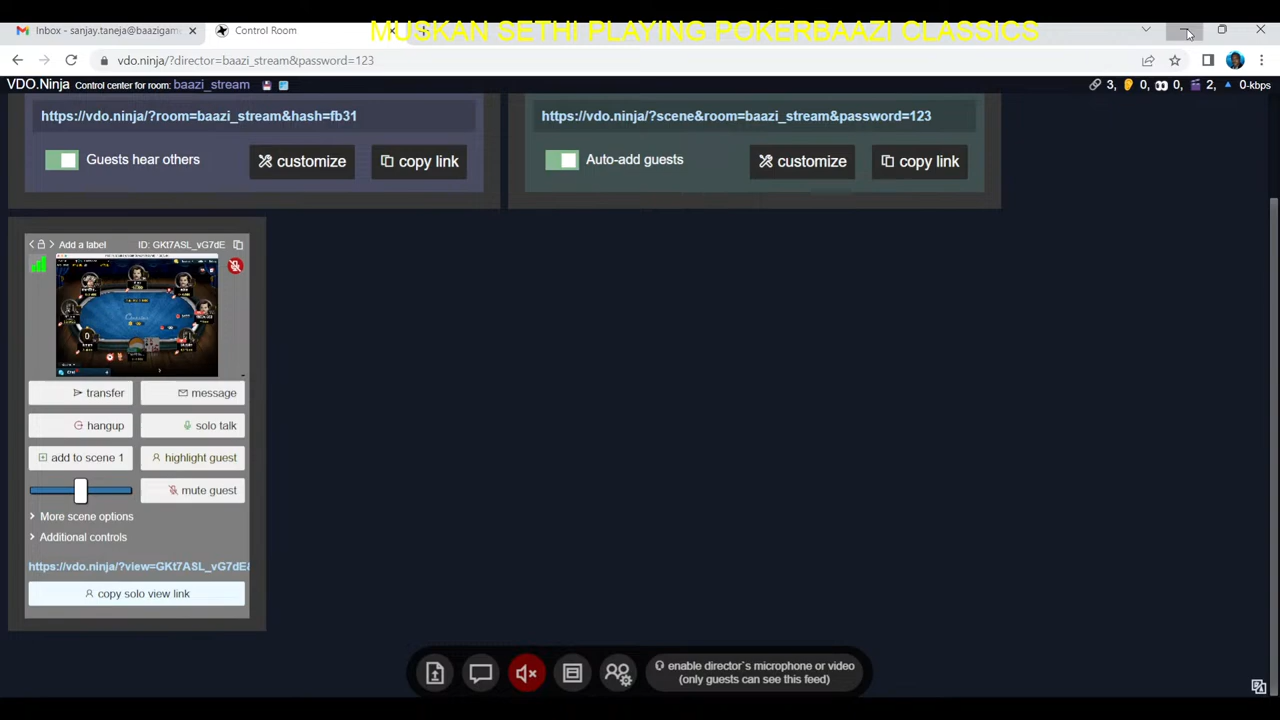 MUSKAN SETHI PLAYING POKERBAAZI CLASSICS
Inbox - sanjay.taneja@baazigam
Control Room
vdo.ninja/?director=baazi_stream&password=123
VDO.Ninja Control center for room: baazi_stream
3, 0, 0, 2, 0-kbps
https://vdo.ninja/?room=baazi_stream&hash=fb31
Guests hear others
customize
copy link
https://vdo.ninja/?scene&room=baazi_stream&password=123
Auto-add guests
customize
copy link
Add a label
ID: GKt7ASL_vG7dE
transfer
message
hangup
solo talk
add to scene 1
highlight guest
mute guest
More scene options
Additional controls
https://vdo.ninja/?view=GKt7ASL_vG7dE&
copy solo view link
enable director`s microphone or video
(only guests can see this feed)